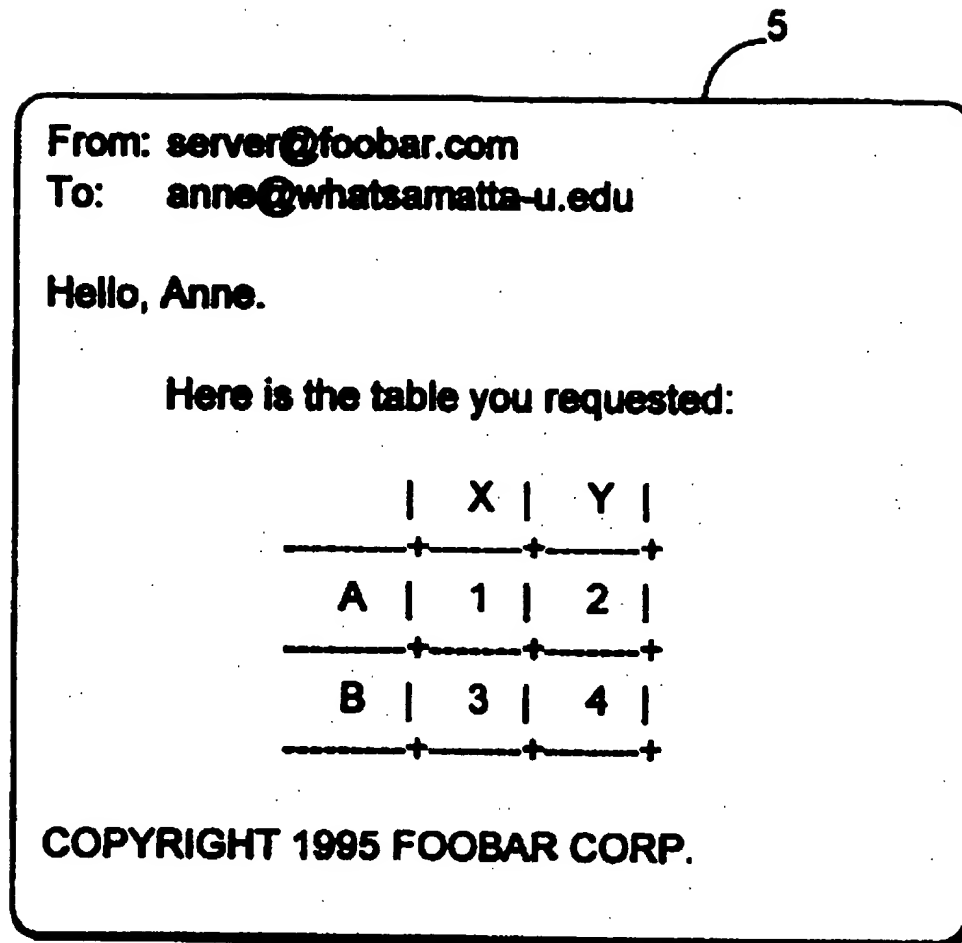 5
From: server@foobar.com
To: anne@whatsamatta-u.edu
Hello, Anne.
Here is the table you requested:
| X | Y |
------+------+------+
A | 1 | 2 |
------+------+------+
B | 3 | 4 |
------+------+------+
COPYRIGHT 1995 FOOBAR CORP.